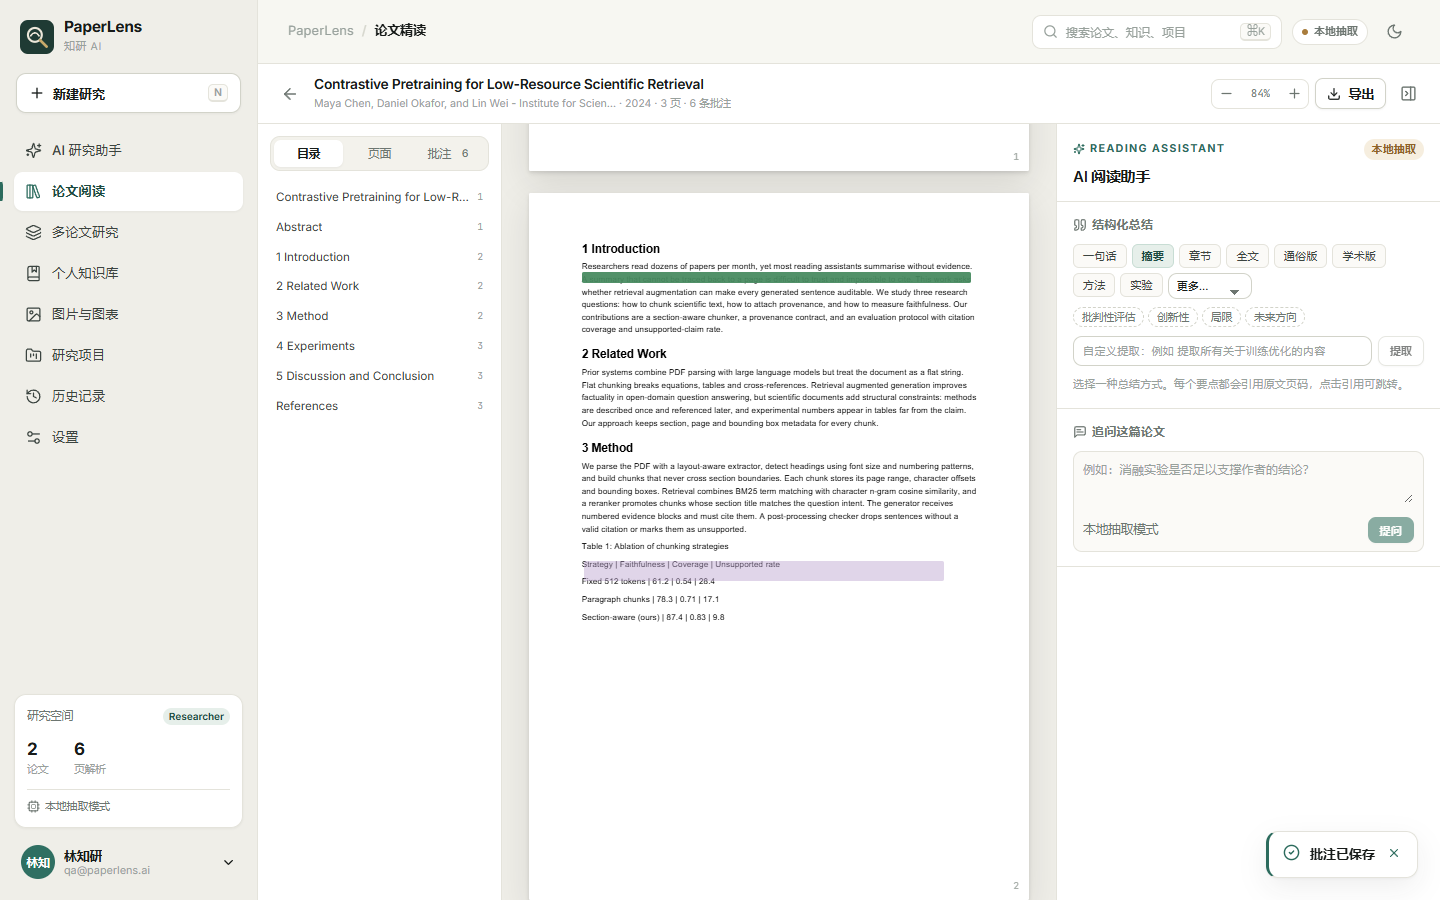 PaperLens
知研 AI
新建研究
N
AI 研究助手
论文阅读
多论文研究
个人知识库
图片与图表
研究项目
历史记录
设置
研究空间
Researcher
2
6
论文
页解析
本地抽取模式
林知
林知研
qa@paperlens.ai
PaperLens / 论文精读
搜索论文、知识、项目
⌘K
本地抽取
Contrastive Pretraining for Low-Resource Scientific Retrieval
Maya Chen, Daniel Okafor, and Lin Wei - Institute for Scien... · 2024 · 3 页 · 6 条批注
84%
导出
目录
页面
批注 6
Contrastive Pretraining for Low-R... 1
Abstract 1
1 Introduction 2
2 Related Work 2
3 Method 2
4 Experiments 3
5 Discussion and Conclusion 3
References 3
1
1 Introduction
Researchers read dozens of papers per month, yet most reading assistants summarise without evidence.
whether retrieval augmentation can make every generated sentence auditable. We study three research
questions: how to chunk scientific text, how to attach provenance, and how to measure faithfulness. Our
contributions are a section-aware chunker, a provenance contract, and an evaluation protocol with citation
coverage and unsupported-claim rate.
2 Related Work
Prior systems combine PDF parsing with large language models but treat the document as a flat string.
Flat chunking breaks equations, tables and cross-references. Retrieval augmented generation improves
factuality in open-domain question answering, but scientific documents add structural constraints: methods
are described once and referenced later, and experimental numbers appear in tables far from the claim.
Our approach keeps section, page and bounding box metadata for every chunk.
3 Method
We parse the PDF with a layout-aware extractor, detect headings using font size and numbering patterns,
and build chunks that never cross section boundaries. Each chunk stores its page range, character offsets
and bounding boxes. Retrieval combines BM25 term matching with character n-gram cosine similarity, and
a reranker promotes chunks whose section title matches the question intent. The generator receives
numbered evidence blocks and must cite them. A post-processing checker drops sentences without a
valid citation or marks them as unsupported.
Table 1: Ablation of chunking strategies
Strategy | Faithfulness | Coverage | Unsupported rate
Fixed 512 tokens | 61.2 | 0.54 | 28.4
Paragraph chunks | 78.3 | 0.71 | 17.1
Section-aware (ours) | 87.4 | 0.83 | 9.8
2
READING ASSISTANT
本地抽取
AI 阅读助手
结构化总结
一句话
摘要
章节
全文
通俗版
学术版
方法
实验
更多...
批判性评估
创新性
局限
未来方向
自定义提取：例如 提取所有关于训练优化的内容
提取
选择一种总结方式。每个要点都会引用原文页码，点击引用可跳转。
追问这篇论文
例如：消融实验是否足以支撑作者的结论？
本地抽取模式
提问
批注已保存